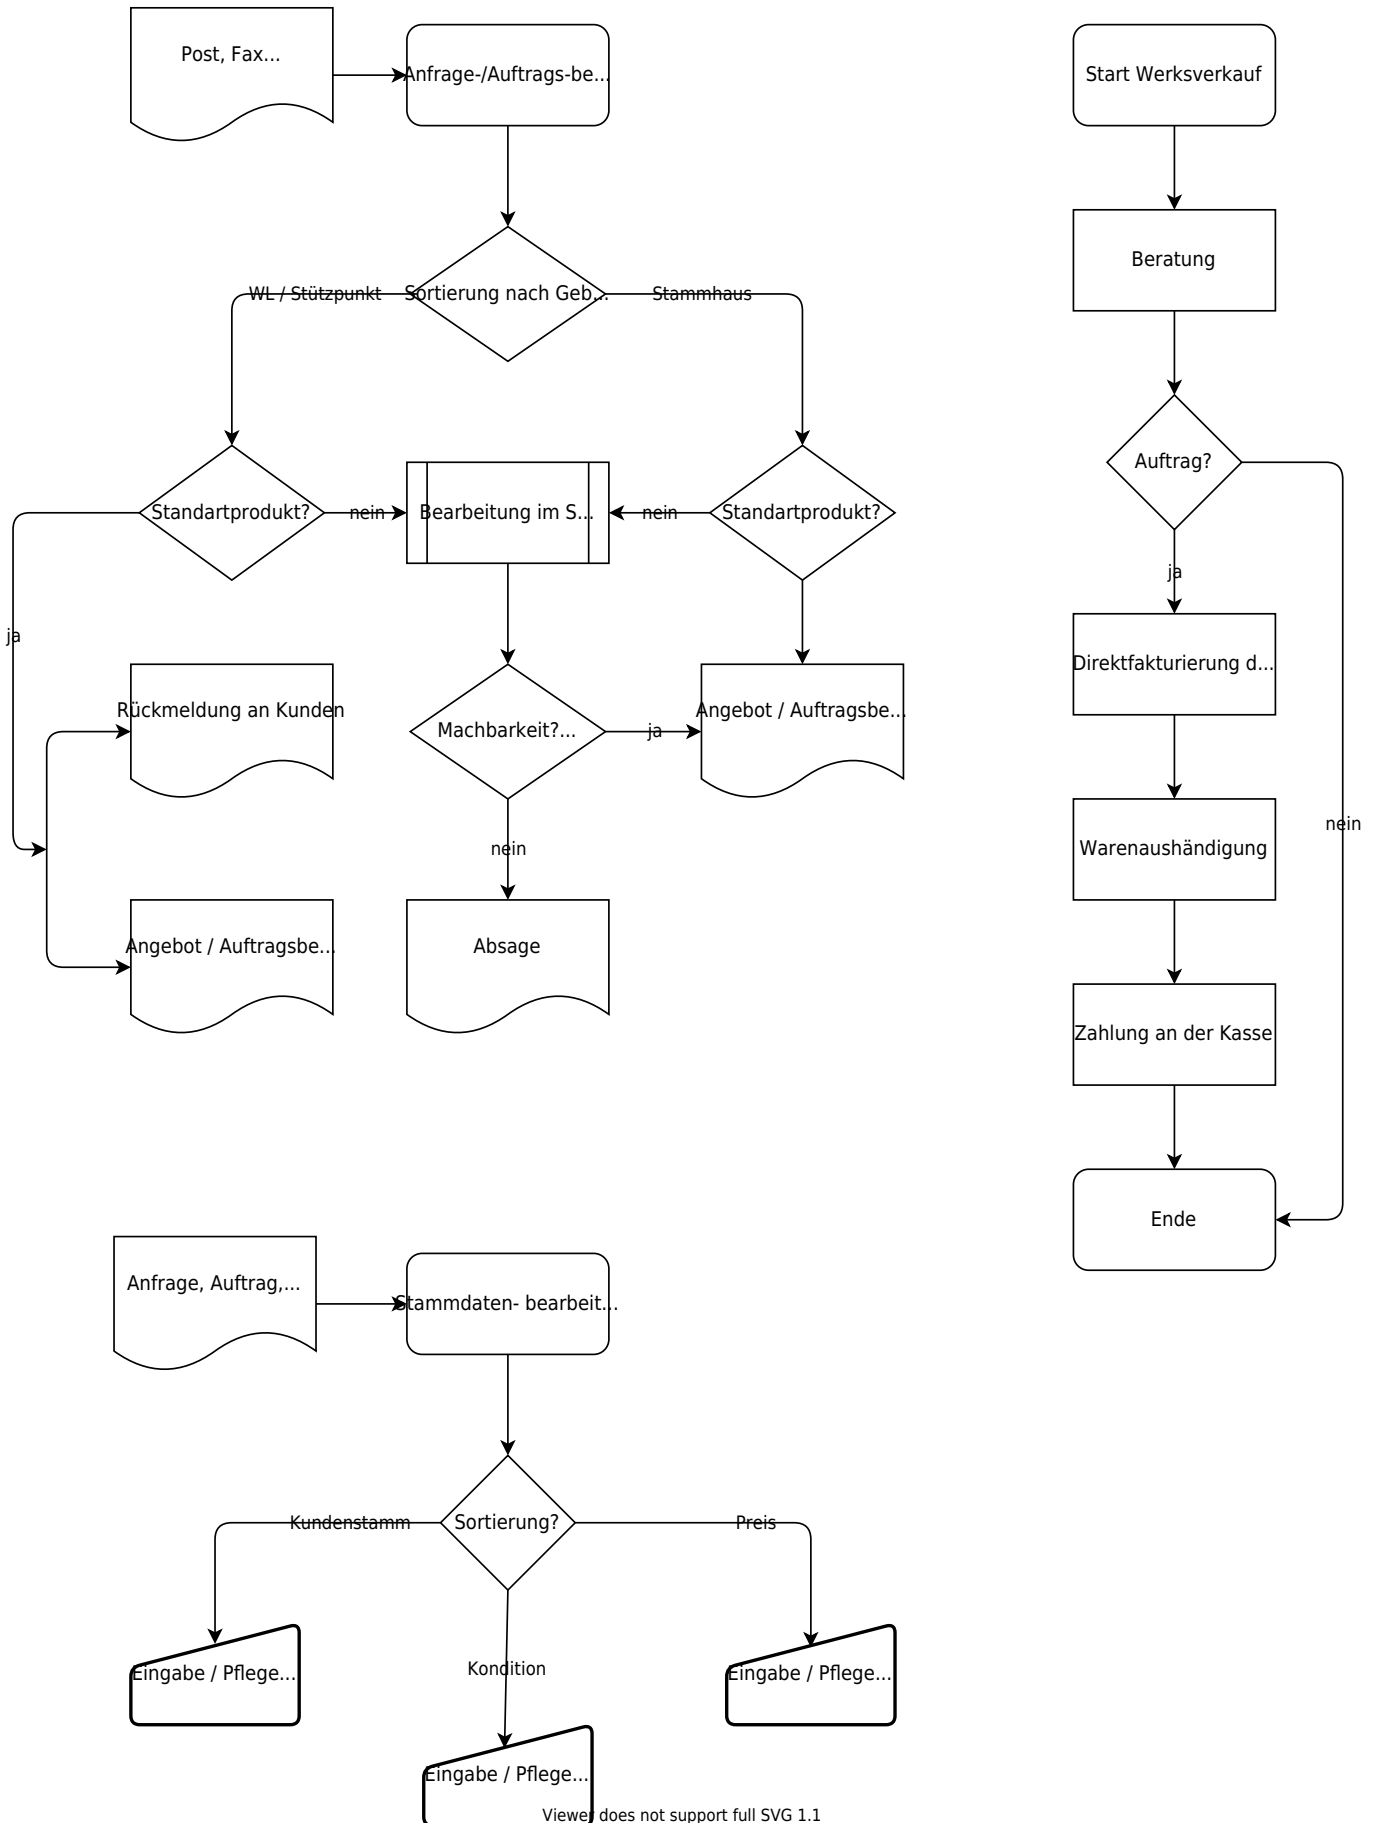 Post, Fax...
Anfrage-/Auftrags-be...
Sortierung nach Geb...
WL / Stützpunkt
Stammhaus
Standartprodukt?
nein
Bearbeitung im S...
nein
Standartprodukt?
ja
Rückmeldung an Kunden
Machbarkeit?...
ja
Angebot / Auftragsbe...
nein
Angebot / Auftragsbe...
Absage
Start Werksverkauf
Beratung
Auftrag?
ja
Direktfakturierung d...
Warenaushändigung
nein
Zahlung an der Kasse
Ende
Anfrage, Auftrag,...
Stammdaten- bearbeit...
Kundenstamm
Sortierung?
Preis
Kondition
Eingabe / Pflege...
Eingabe / Pflege...
Eingabe / Pflege...
Viewer does not support full SVG 1.1